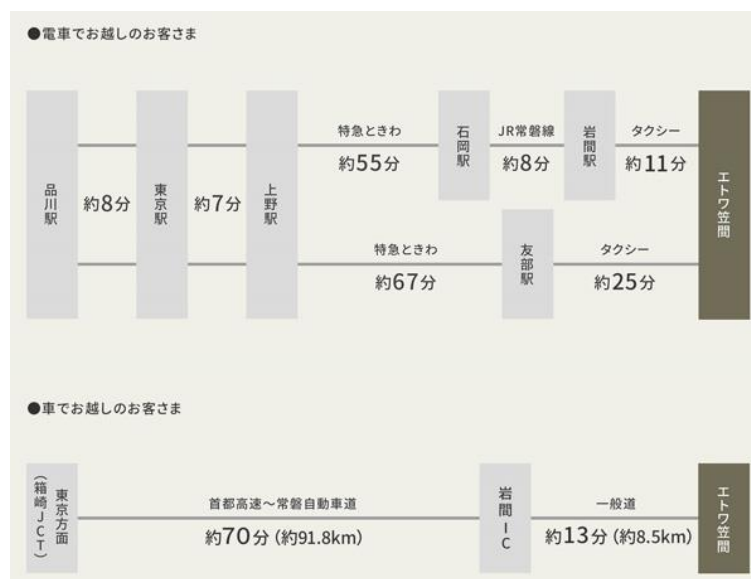 ●電車でお越しのお客さま
品川駅
約8分
東京駅
約7分
上野駅
特急ときわ
約55分
石岡駅
JR常磐線
約8分
岩間駅
タクシー
約11分
特急ときわ
約67分
友部駅
タクシー
約25分
エトワ笠間
●車でお越しのお客さま
東京方面
(箱崎JCT)
首都高速〜常磐自動車道
約70分(約91.8km)
岩間IC
一般道
約13分(約8.5km)
エトワ笠間